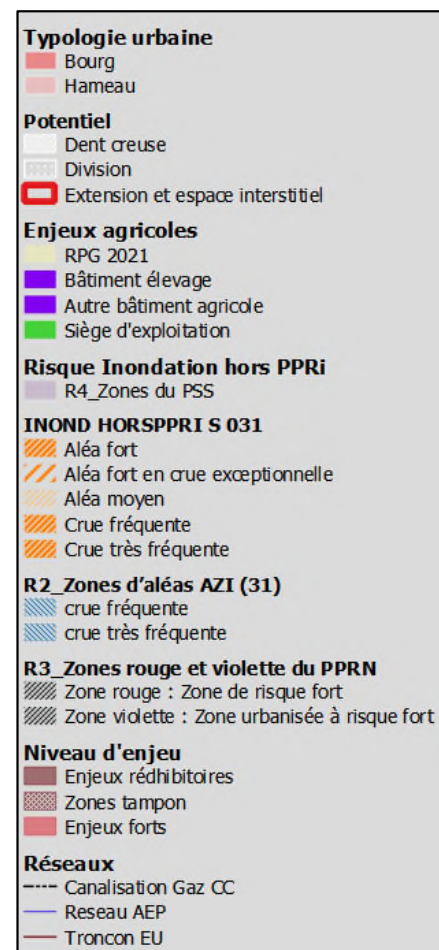 Typologie urbaine
Bourg
Hameau
Potentiel
Dent creuse
Division
Extension et espace interstitiel
Enjeux agricoles
RPG 2021
Bâtiment élevage
Autre bâtiment agricole
Siège d'exploitation
Risque Inondation hors PPRi
R4_Zones du PSS
INOND HORSPPRI S 031
Aléa fort
Aléa fort en crue exceptionnelle
Aléa moyen
Crue fréquente
Crue très fréquente
R2_Zones d’aléas AZI (31)
crue fréquente
crue très fréquente
R3_Zones rouge et violette du PPRN
Zone rouge : Zone de risque fort
Zone violette : Zone urbanisée à risque fort
Niveau d'enjeu
Enjeux rédhibitoires
Zones tampon
Enjeux forts
Réseaux
Canalisation Gaz CC
Reseau AEP
Troncon EU